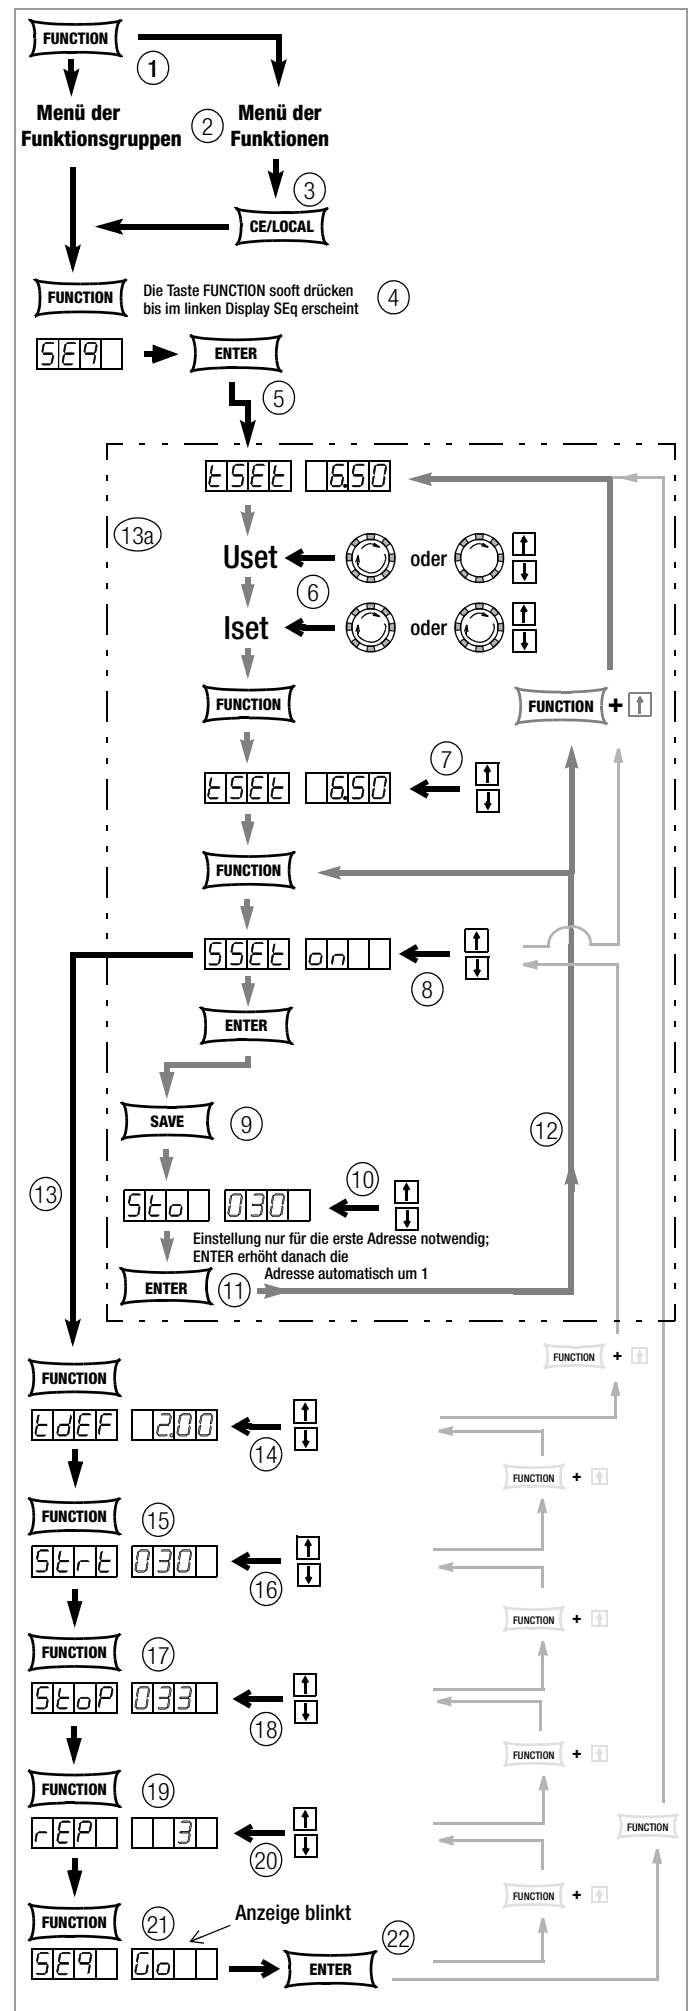 FUNCTION
1
Menü der
Funktionsgruppen
2
Menü der
Funktionen
3
CE/LOCAL
FUNCTION
Die Taste FUNCTION sooft drücken
bis im linken Display SEq erscheint
4
SEq
ENTER
5
tSEt 6.50
13a
Uset
oder
6
Iset
oder
FUNCTION
FUNCTION +
7
tSEt 6.50
FUNCTION
SSEt on
8
ENTER
SAVE
9
12
13
10
Sto 030
Einstellung nur für die erste Adresse notwendig;
ENTER erhöht danach die
Adresse automatisch um 1
ENTER
11
FUNCTION +
FUNCTION
tdEF 2.00
14
FUNCTION +
FUNCTION
15
Strt 030
16
FUNCTION +
FUNCTION
17
StoP 033
18
FUNCTION +
FUNCTION
19
rEP 3
20
FUNCTION
FUNCTION +
FUNCTION
21
Anzeige blinkt
22
SEq Go
ENTER